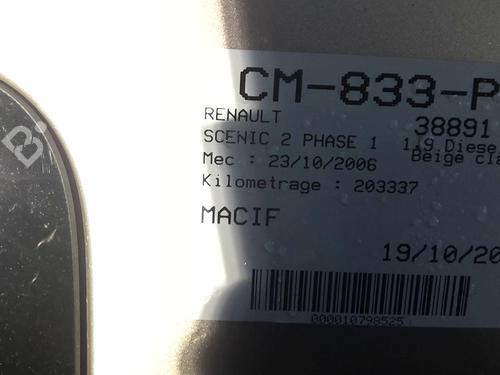 CM-833-P
RENAULT 38891
SCENIC 2 PHASE 1 1.9 Diese
Mec : 23/10/2006 Beige cla
Kilometrage : 203337
MACIF
19/10/20
000010798525